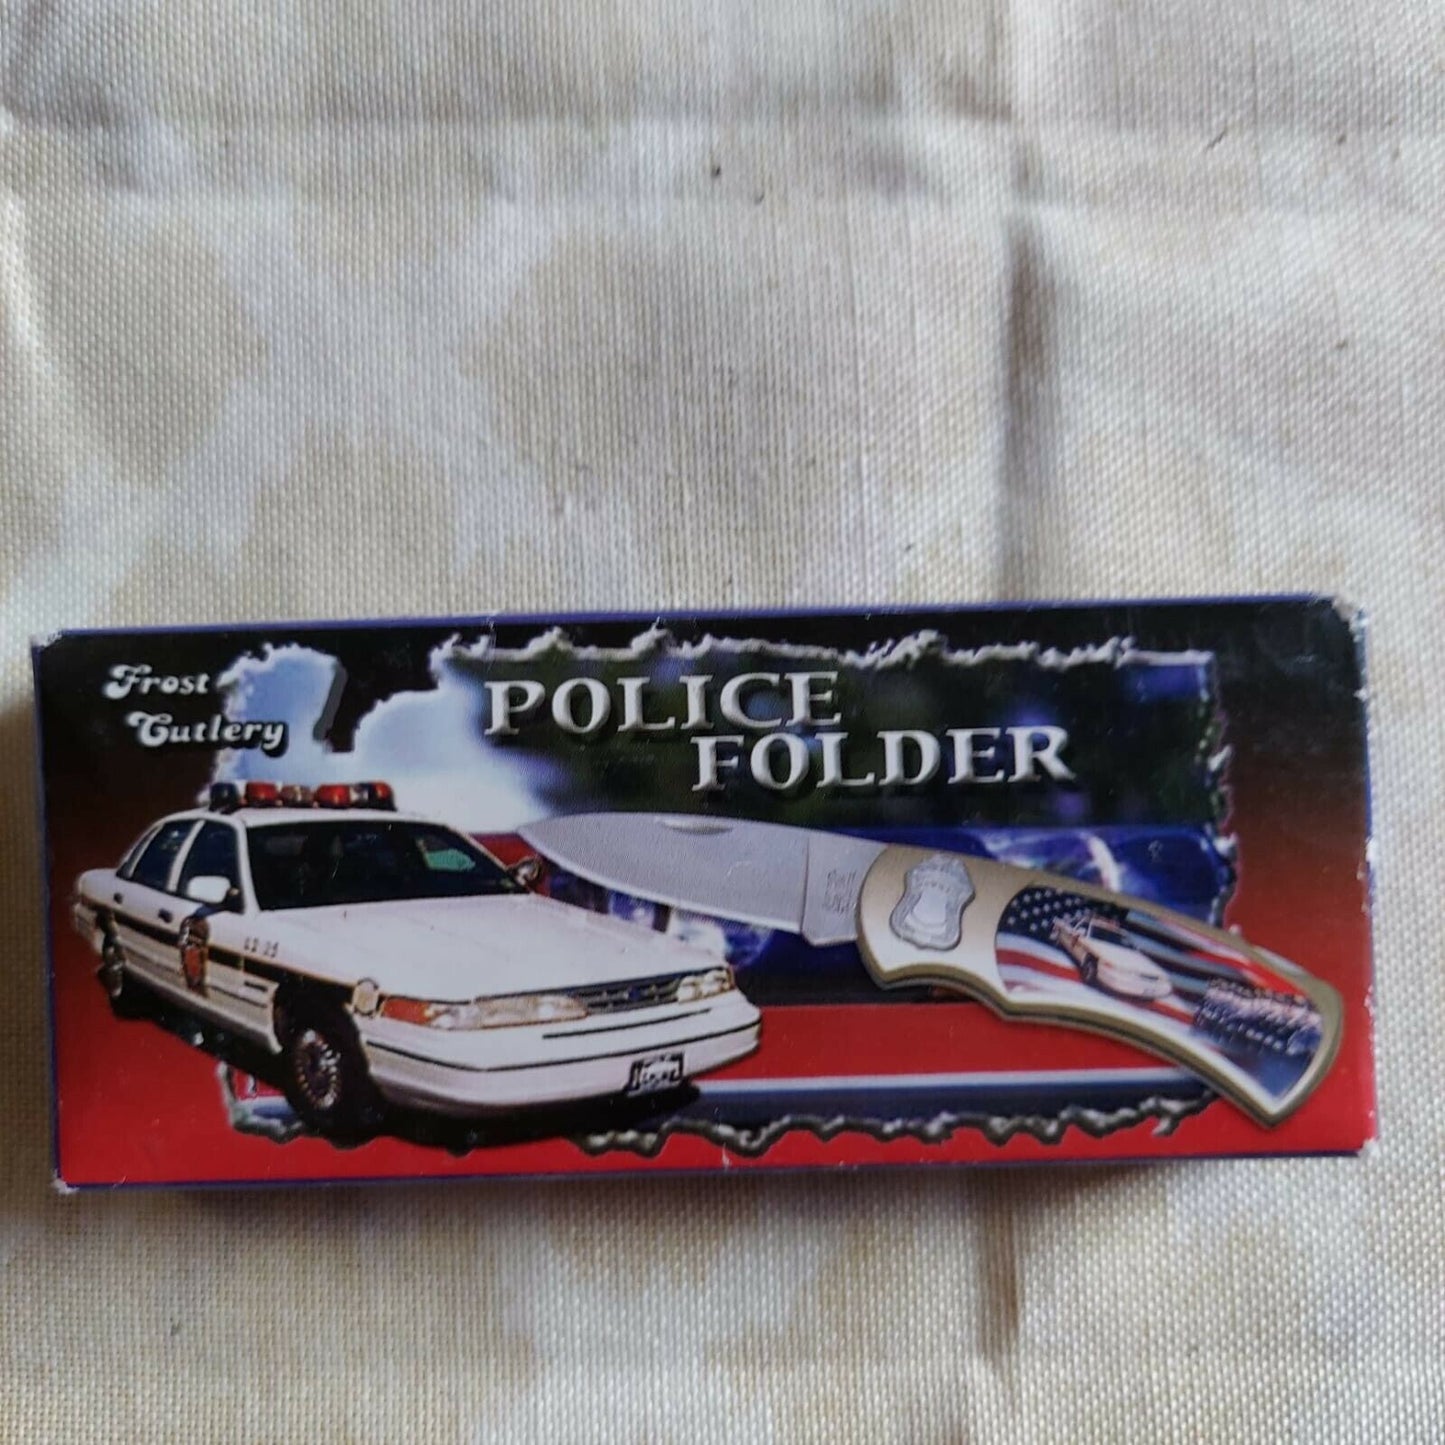 Frost
Cutlery
POLICE
FOLDER